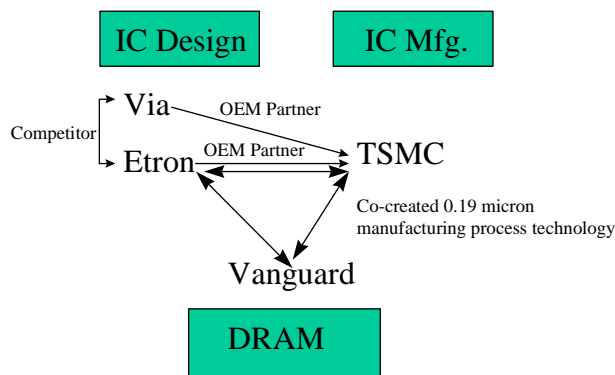 IC Design
IC Mfg.
Via
OEM Partner
Competitor
OEM Partner
Etron
TSMC
Co-created 0.19 micron
manufacturing process technology
Vanguard
DRAM